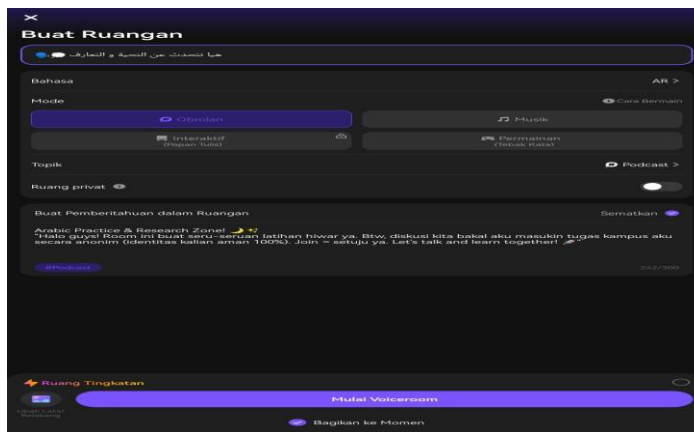 Buat Ruangan
هيا نتحدث عن التحية و التعارف
Bahasa AR >
Mode Cara Bermain
Obrolan Musik
Interaktif Permainan
(Papan Tulis) (Tebak Kata)
Topik Podcast >
Ruang privat
Buat Pemberitahuan dalam Ruangan Sematkan
Arabic Practice & Research Zone! 🌙✨
"Halo guys! Room ini buat seru-seruan latihan hiwar ya. Btw, diskusi kita bakal aku masukin tugas kampus aku
secara anonim (identitas kalian aman 100%). Join = setuju ya. Let's talk and learn together! 🎤"
#Podcast 242/300
Ruang Tingkatan
Mulai Voiceroom
Ubah Latar
Belakang
Bagikan ke Momen